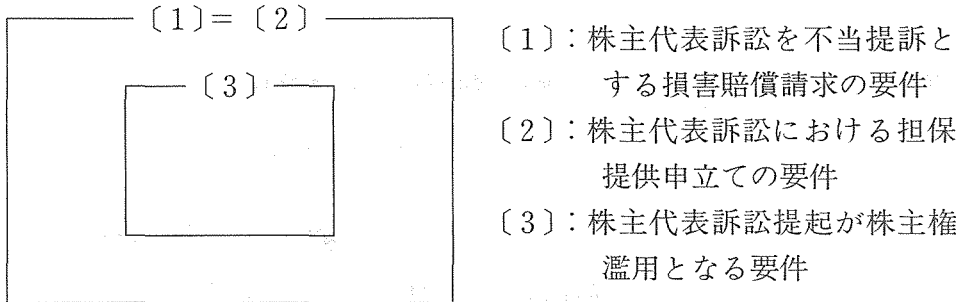 〔1〕＝〔2〕
〔3〕
〔1〕：株主代表訴訟を不当提訴と
する損害賠償請求の要件
〔2〕：株主代表訴訟における担保
提供申立ての要件
〔3〕：株主代表訴訟提起が株主権
濫用となる要件